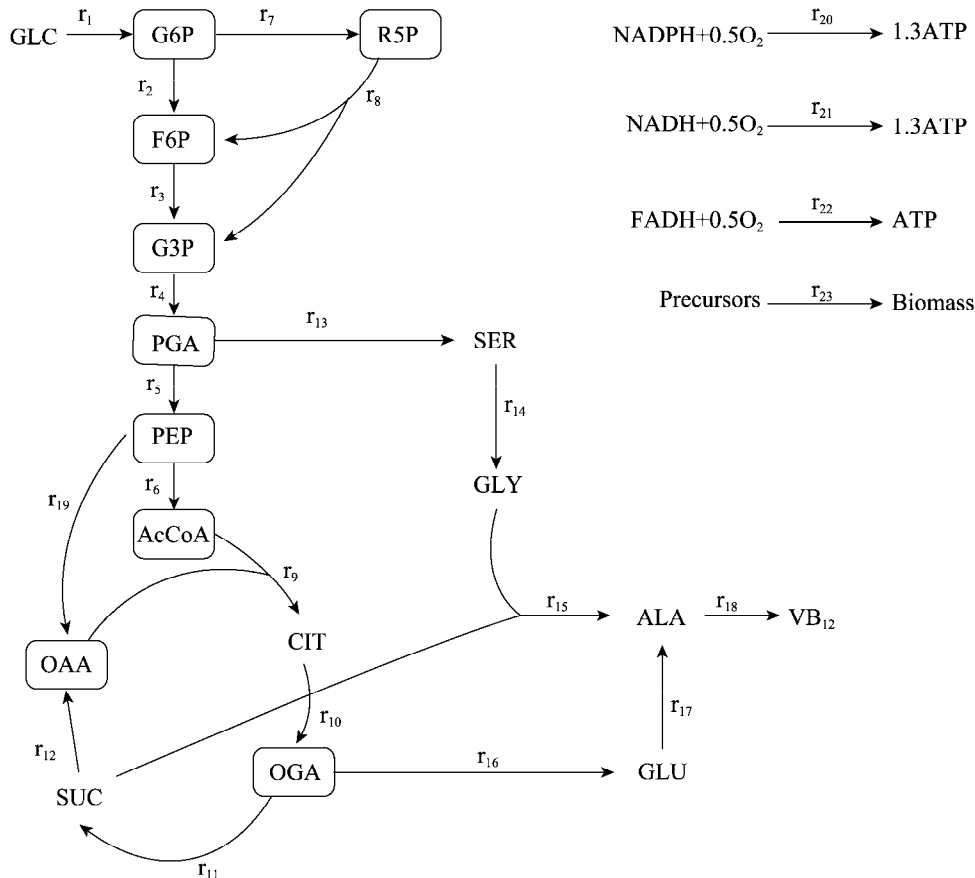 GLC
r₁
G6P
r₇
R5P
r₂
r₈
F6P
r₃
G3P
r₄
PGA
r₁₃
SER
r₅
r₁₄
PEP
GLY
r₁₉
r₆
AcCoA
r₉
CIT
OAA
r₁₅
ALA
r₁₈
VB₁₂
r₁₂
r₁₀
r₁₇
SUC
OGA
r₁₆
GLU
r₁₁
NADPH+0.5O₂
r₂₀
1.3ATP
NADH+0.5O₂
r₂₁
1.3ATP
FADH+0.5O₂
r₂₂
ATP
Precursors
r₂₃
Biomass